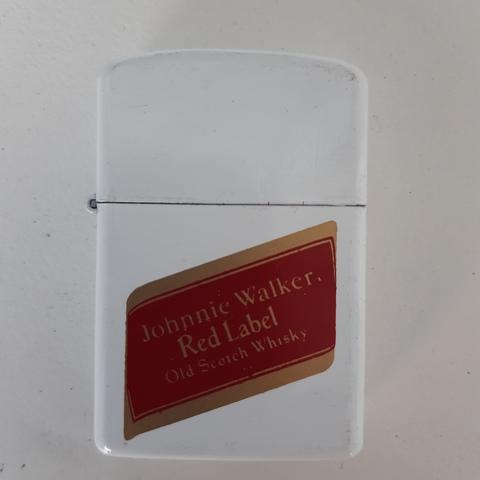 Johnnie Walker.
Red Label
Old Scotch Whisky